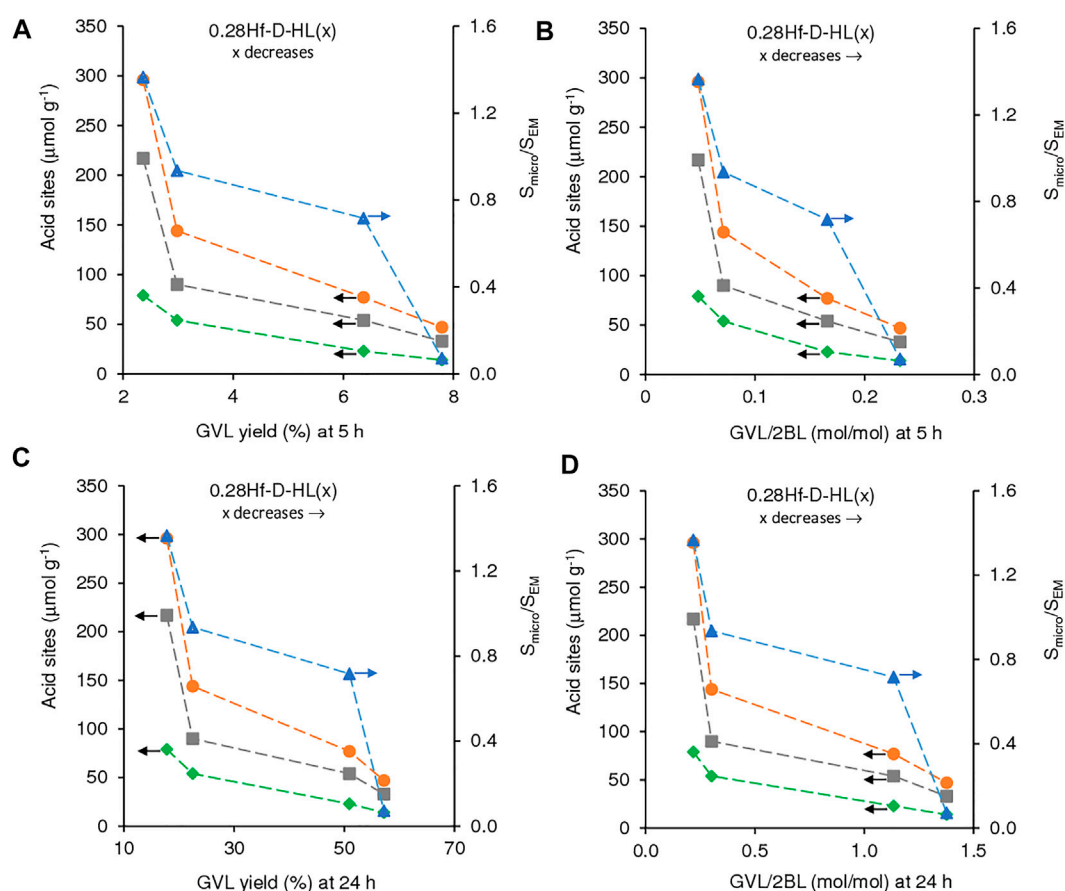 A
0.28Hf-D-HL(x)
x decreases
Acid sites (μmol g⁻¹)
350
300
250
200
150
100
50
0
1.6
1.2
0.8
0.4
0.0
S_micro/S_EM
2
4
6
8
GVL yield (%) at 5 h
B
0.28Hf-D-HL(x)
x decreases →
Acid sites (μmol g⁻¹)
350
300
250
200
150
100
50
0
1.6
1.2
0.8
0.4
0.0
S_micro/S_EM
0
0.1
0.2
0.3
GVL/2BL (mol/mol) at 5 h
C
0.28Hf-D-HL(x)
x decreases →
Acid sites (μmol g⁻¹)
350
300
250
200
150
100
50
0
1.6
1.2
0.8
0.4
0.0
S_micro/S_EM
10
30
50
70
GVL yield (%) at 24 h
D
0.28Hf-D-HL(x)
x decreases →
Acid sites (μmol g⁻¹)
350
300
250
200
150
100
50
0
1.6
1.2
0.8
0.4
0.0
S_micro/S_EM
0.0
0.5
1.0
1.5
GVL/2BL (mol/mol) at 24 h